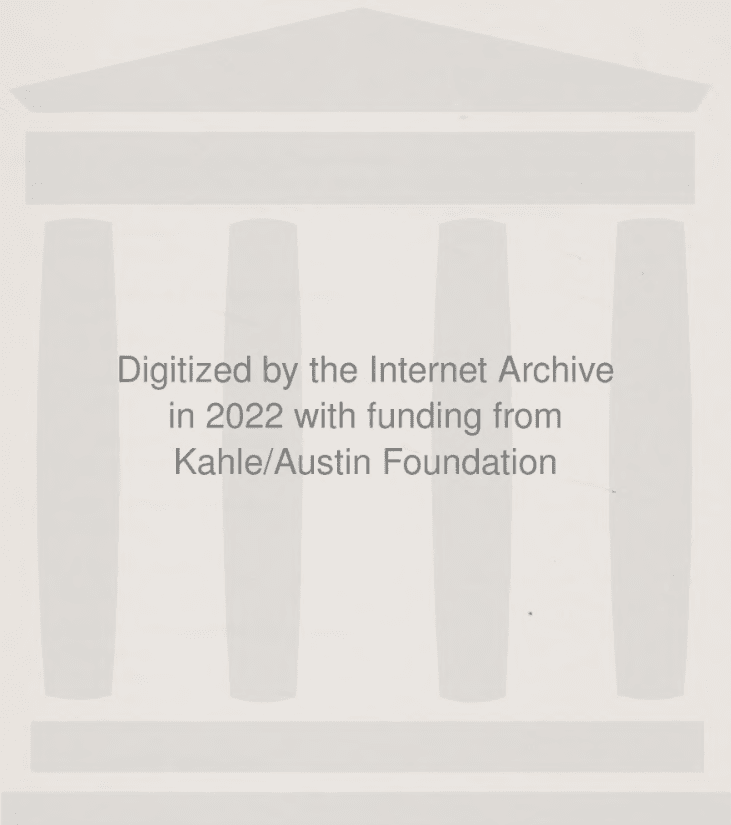 Digitized by the Internet Archive
in 2022 with funding from
Kahle/Austin Foundation